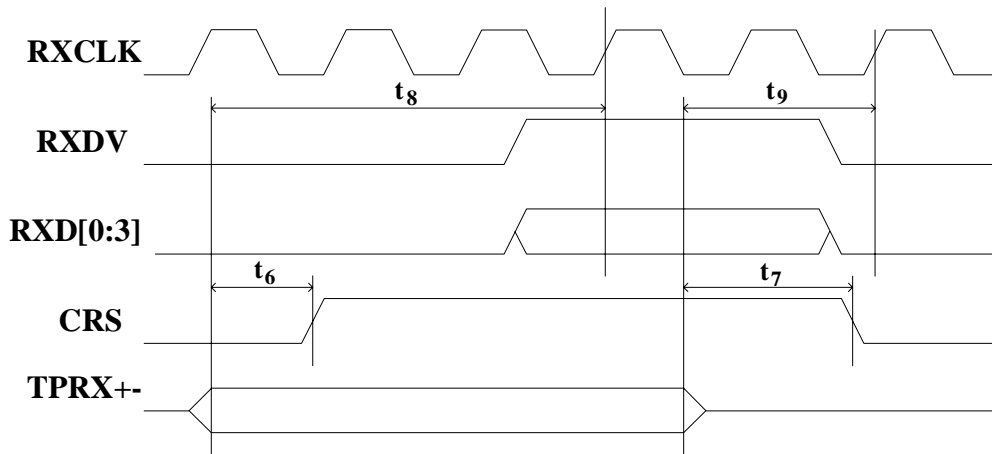 RXCLK
t8 t9
RXDV
RXD[0:3]
t6 t7
CRS
TPRX+-